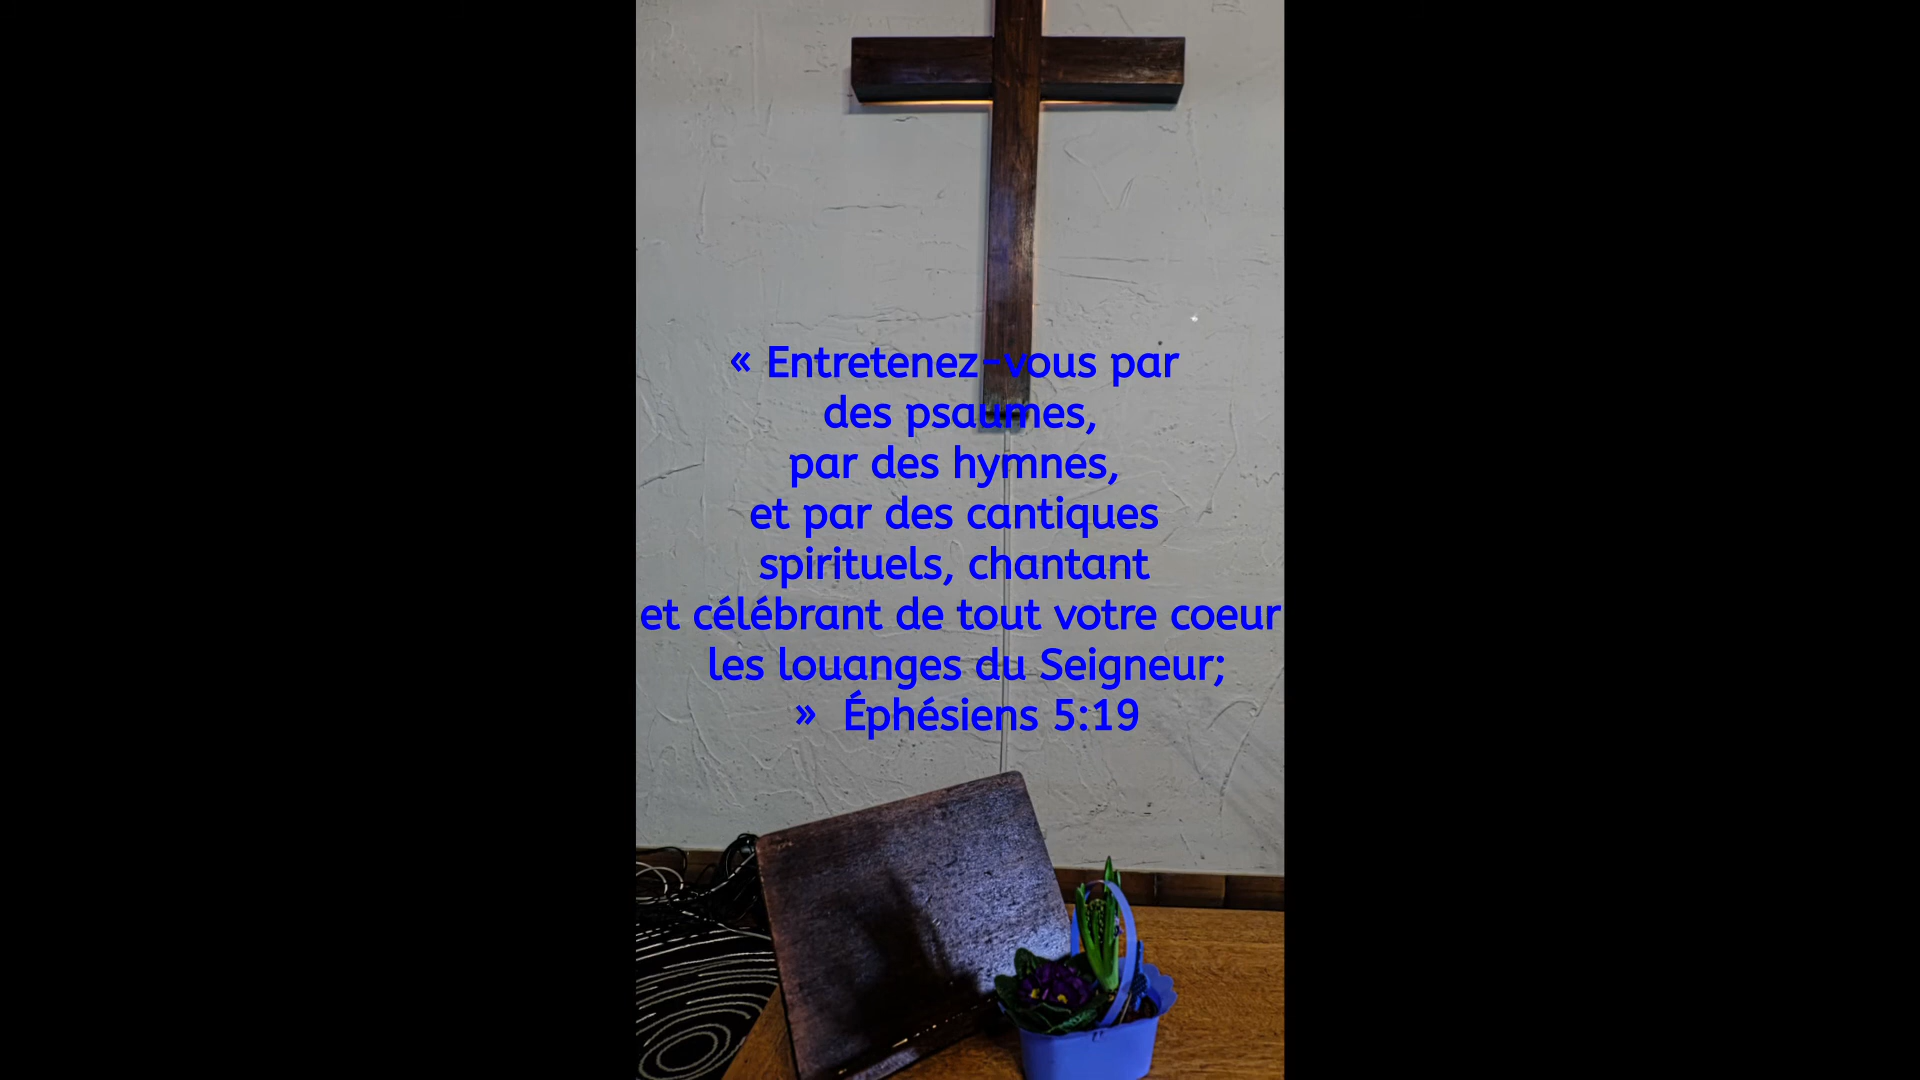 « Entretenez-vous par
des psaumes,
par des hymnes,
et par des cantiques
spirituels, chantant
et célébrant de tout votre coeur
les louanges du Seigneur;
»  Éphésiens 5:19